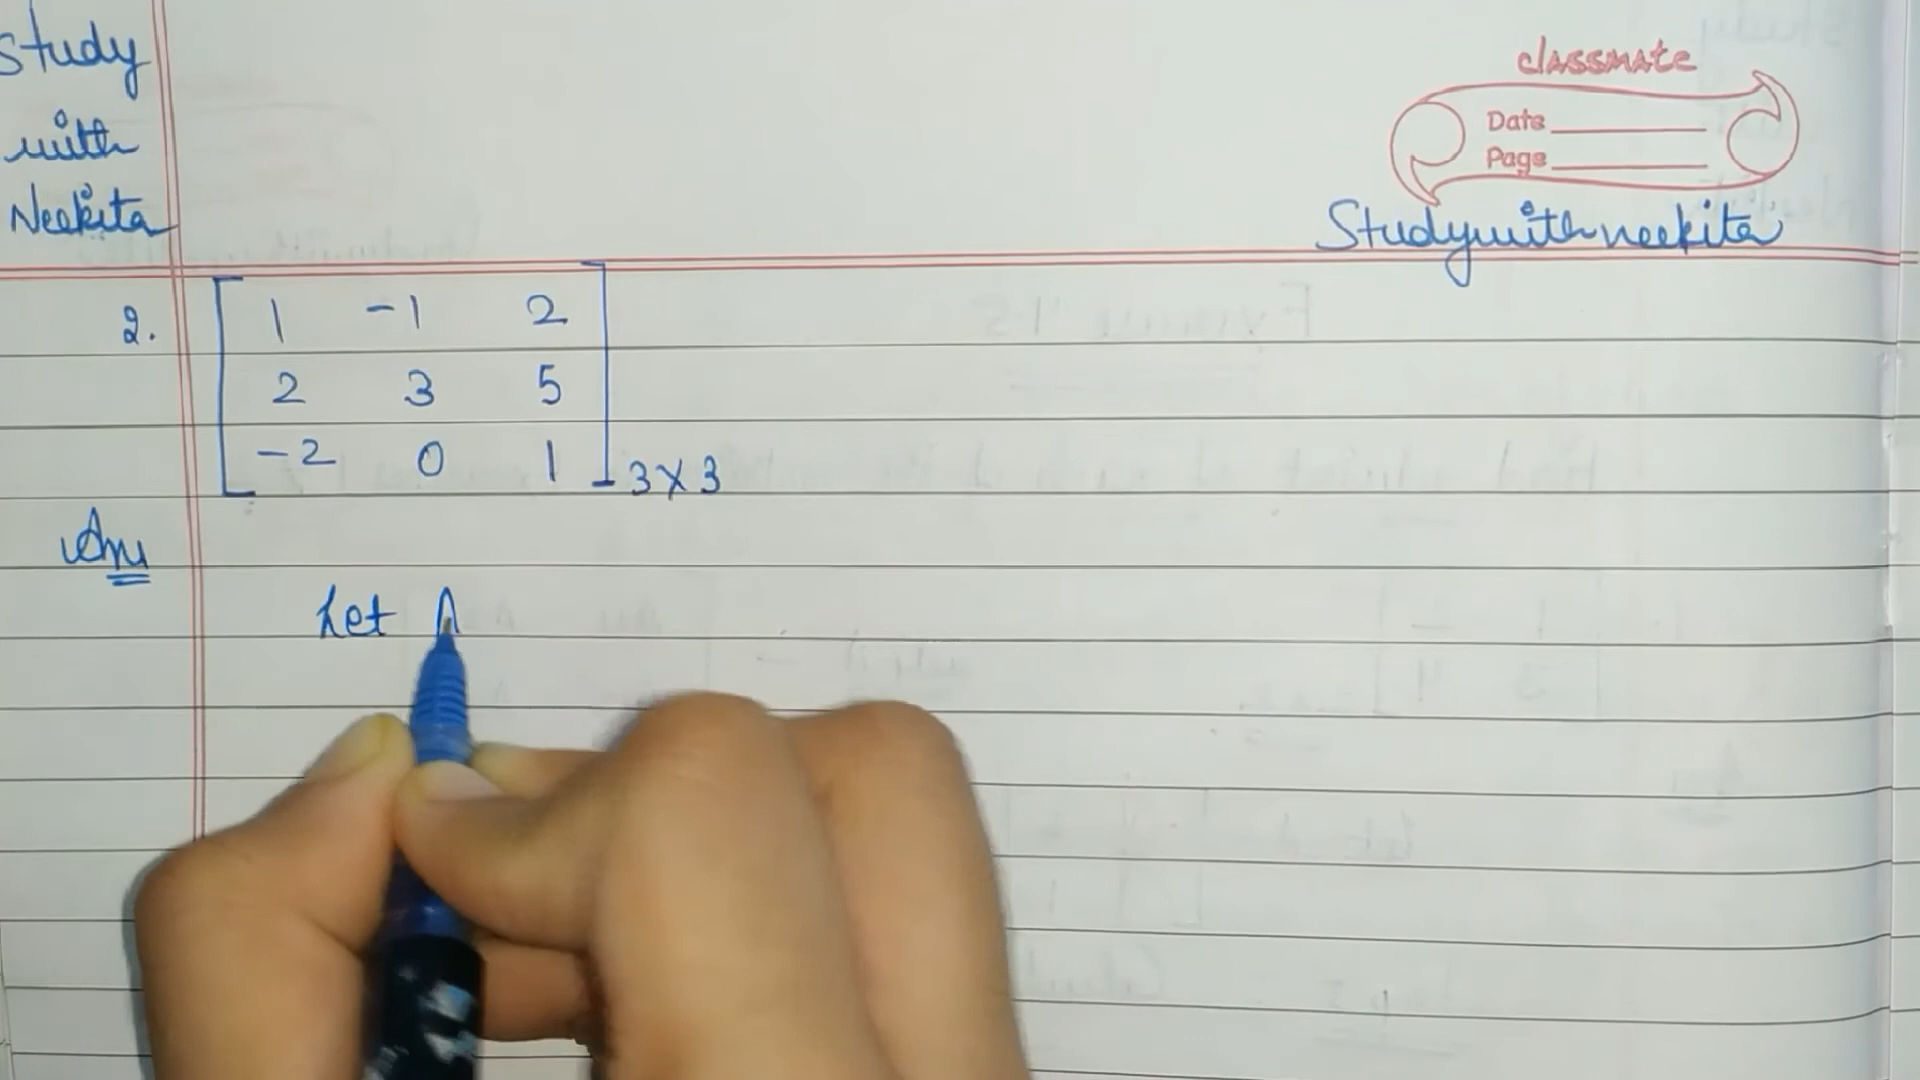 Study
with
Neekita
classmate
Date
Page
Studywithneekita
2.
1 -1 2
2 3 5
-2 0 1
3X3
Ans
Let A